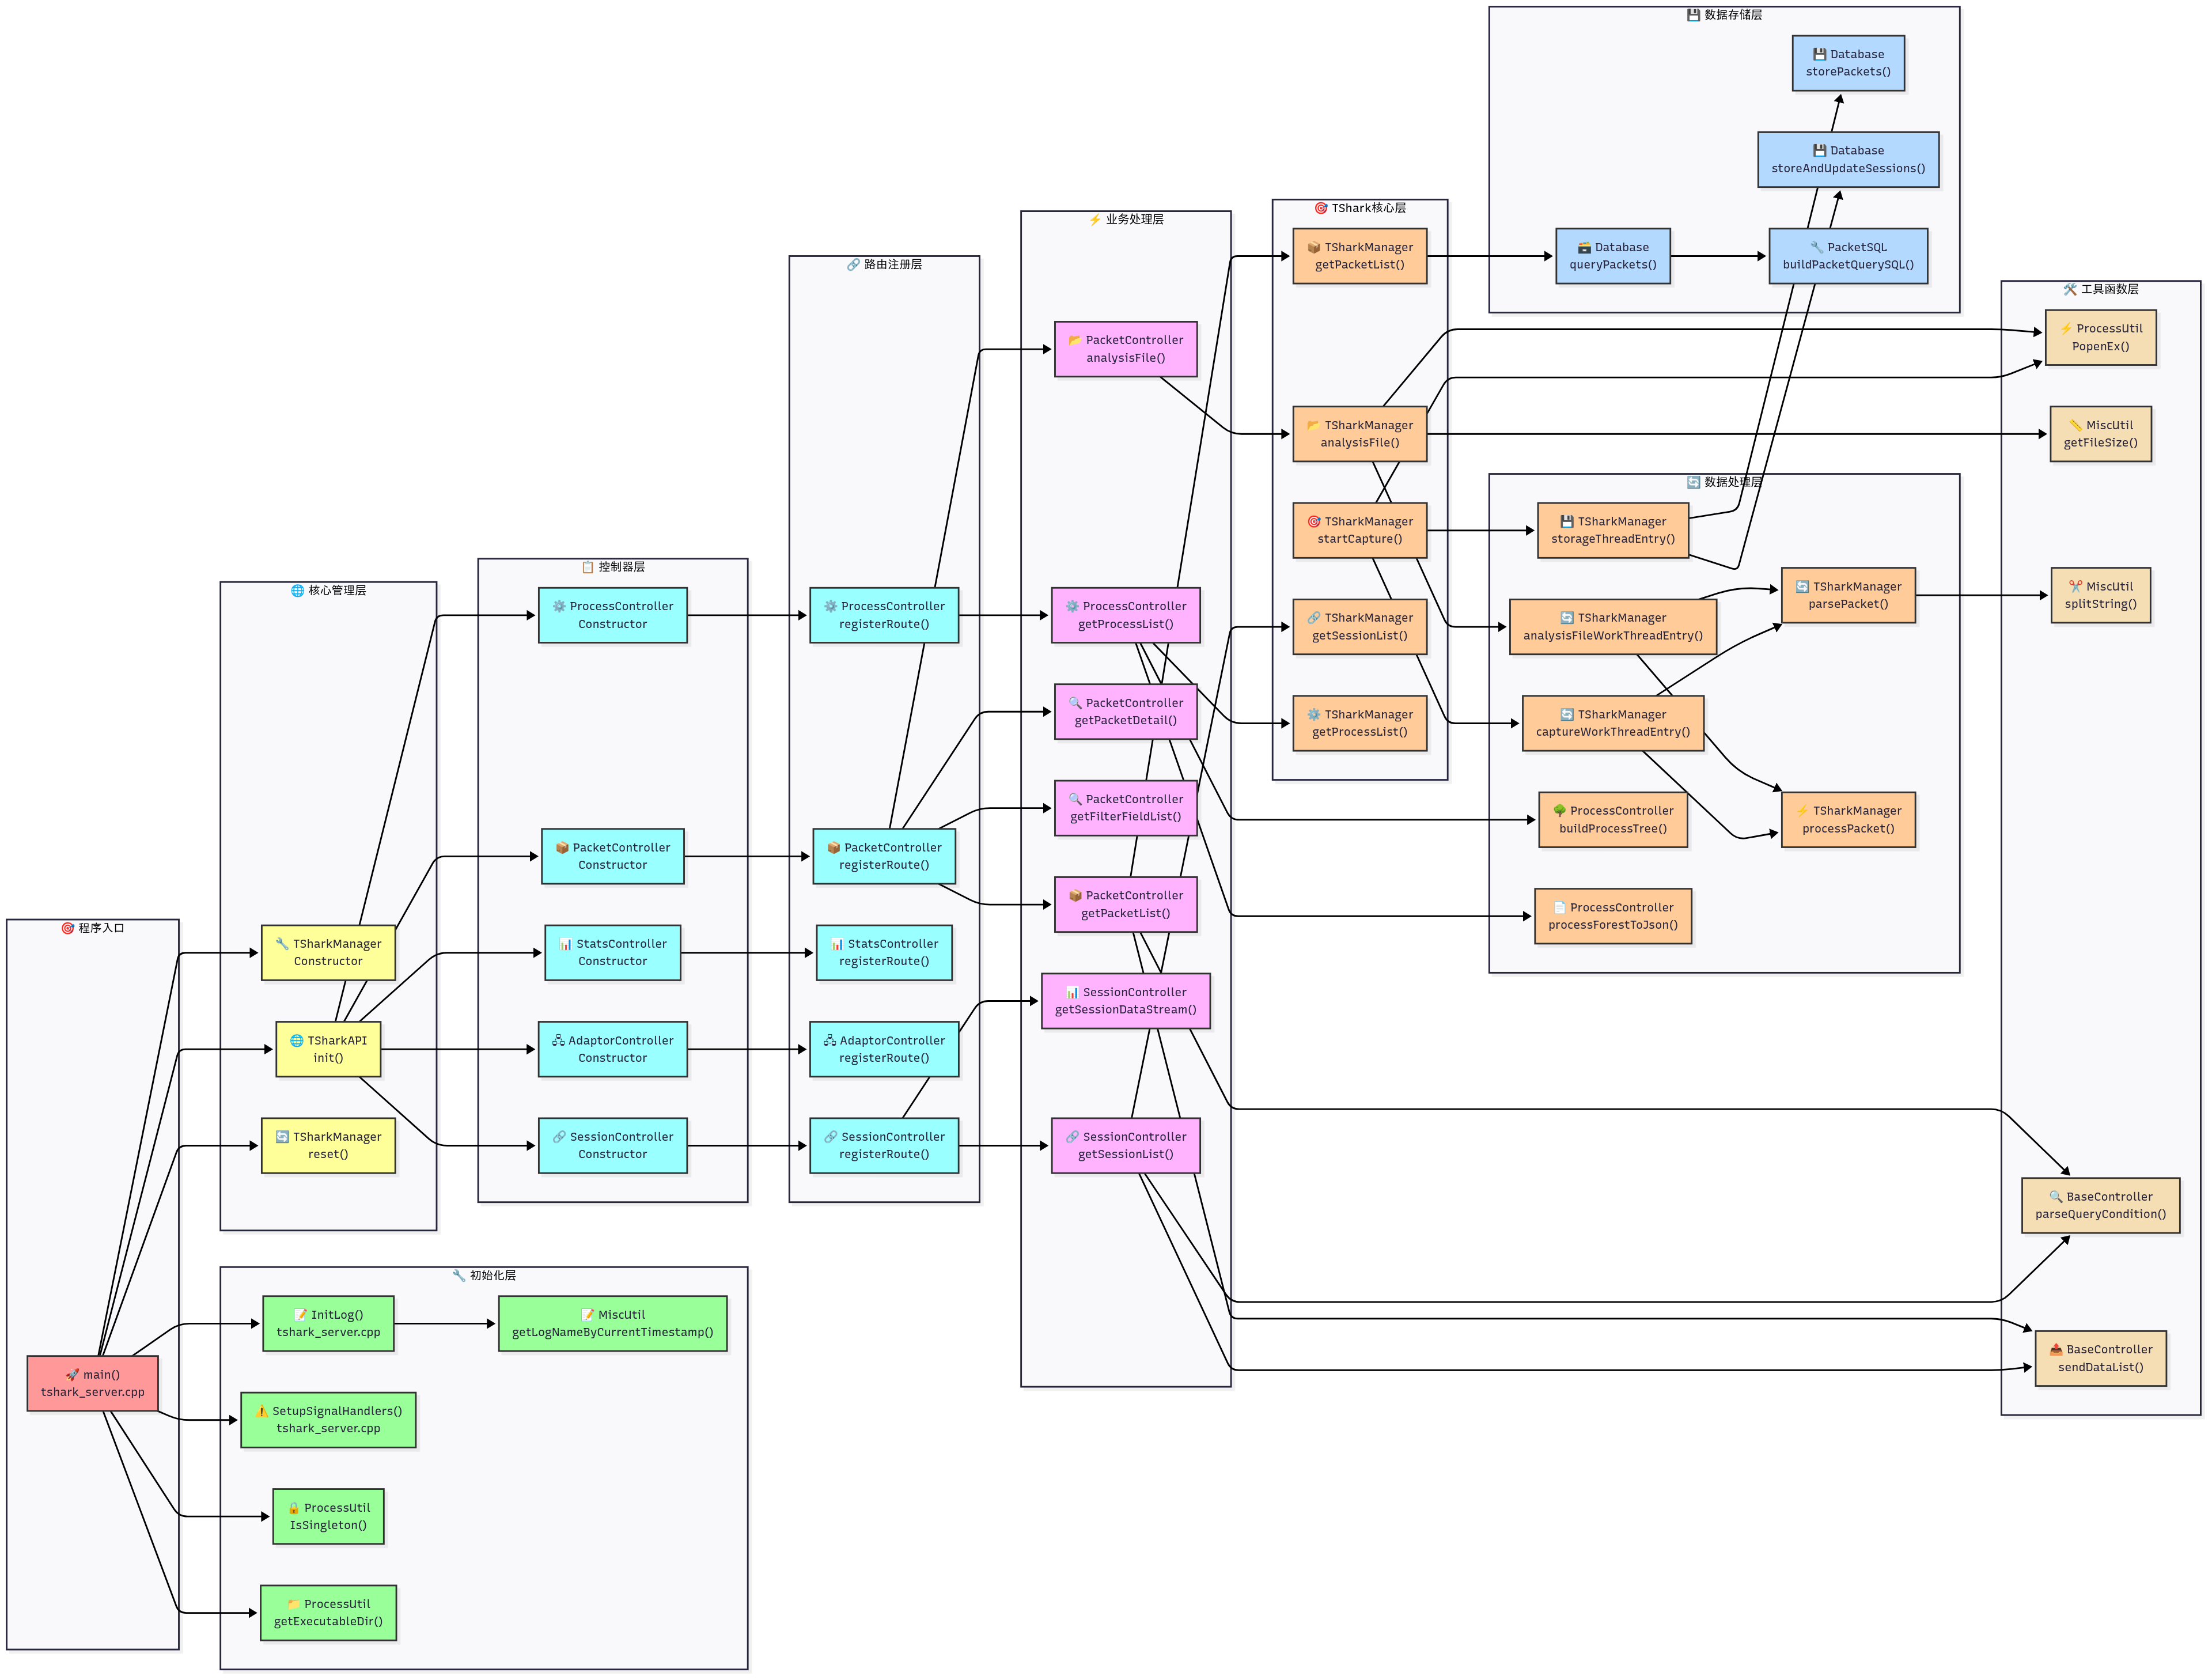 🎯 程序入口
🚀 main()
tshark_server.cpp
🌐 核心管理层
🔧 TSharkManager
Constructor
🌐 TSharkAPI
init()
🔄 TSharkManager
reset()
🔧 初始化层
📝 InitLog()
tshark_server.cpp
📝 MiscUtil
getLogNameByCurrentTimestamp()
⚠️ SetupSignalHandlers()
tshark_server.cpp
🔒 ProcessUtil
IsSingleton()
📁 ProcessUtil
getExecutableDir()
📋 控制器层
⚙️ ProcessController
Constructor
📦 PacketController
Constructor
📊 StatsController
Constructor
🖧 AdaptorController
Constructor
🔗 SessionController
Constructor
🔗 路由注册层
⚙️ ProcessController
registerRoute()
📦 PacketController
registerRoute()
📊 StatsController
registerRoute()
🖧 AdaptorController
registerRoute()
🔗 SessionController
registerRoute()
⚡ 业务处理层
📂 PacketController
analysisFile()
⚙️ ProcessController
getProcessList()
🔍 PacketController
getPacketDetail()
🔍 PacketController
getFilterFieldList()
📦 PacketController
getPacketList()
📊 SessionController
getSessionDataStream()
🔗 SessionController
getSessionList()
🎯 TShark核心层
📦 TSharkManager
getPacketList()
📂 TSharkManager
analysisFile()
🎯 TSharkManager
startCapture()
🔗 TSharkManager
getSessionList()
⚙️ TSharkManager
getProcessList()
💾 数据存储层
💾 Database
storePackets()
💾 Database
storeAndUpdateSessions()
🗃️ Database
queryPackets()
🔧 PacketSQL
buildPacketQuerySQL()
🔄 数据处理层
💾 TSharkManager
storageThreadEntry()
🔄 TSharkManager
parsePacket()
🔄 TSharkManager
analysisFileWorkThreadEntry()
🔄 TSharkManager
captureWorkThreadEntry()
🌳 ProcessController
buildProcessTree()
⚡ TSharkManager
processPacket()
📄 ProcessController
processForestToJson()
🛠️ 工具函数层
⚡ ProcessUtil
PopenEx()
📏 MiscUtil
getFileSize()
✂️ MiscUtil
splitString()
🔍 BaseController
parseQueryCondition()
📤 BaseController
sendDataList()